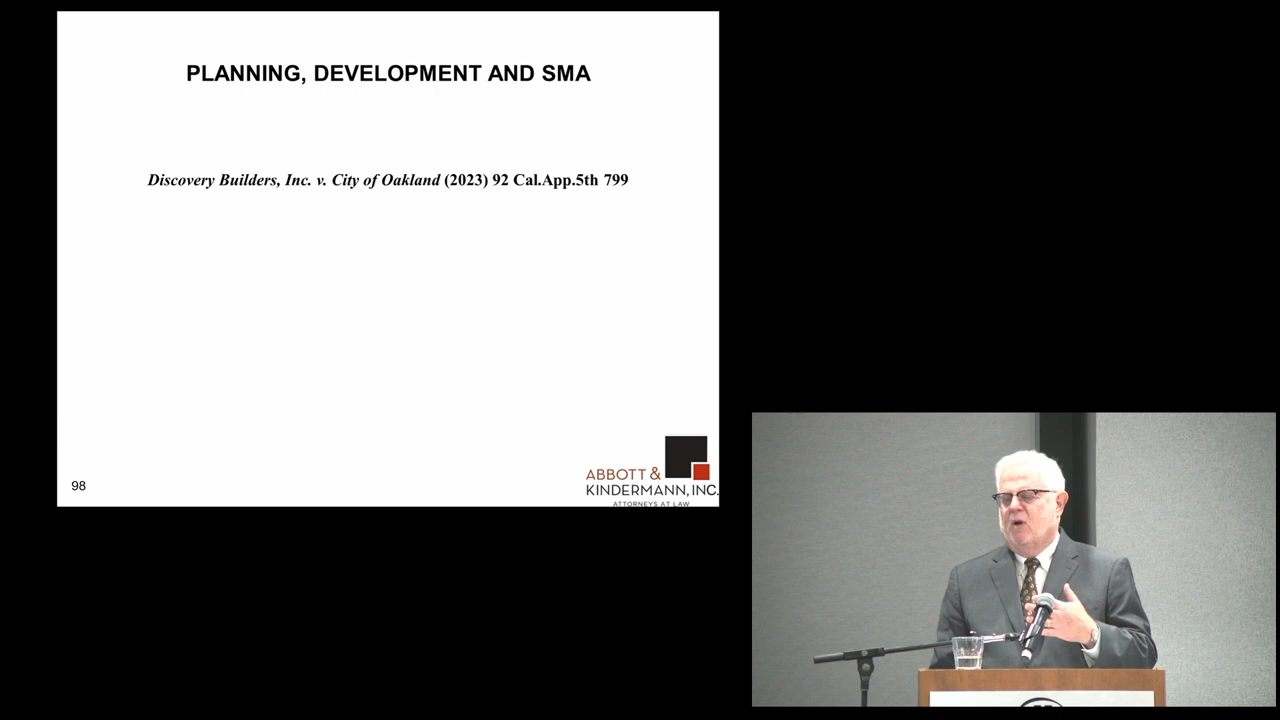 PLANNING, DEVELOPMENT AND SMA
Discovery Builders, Inc. v. City of Oakland (2023) 92 Cal.App.5th 799
98
ABBOTT &
KINDERMANN, INC.
ATTORNEYS AT LAW